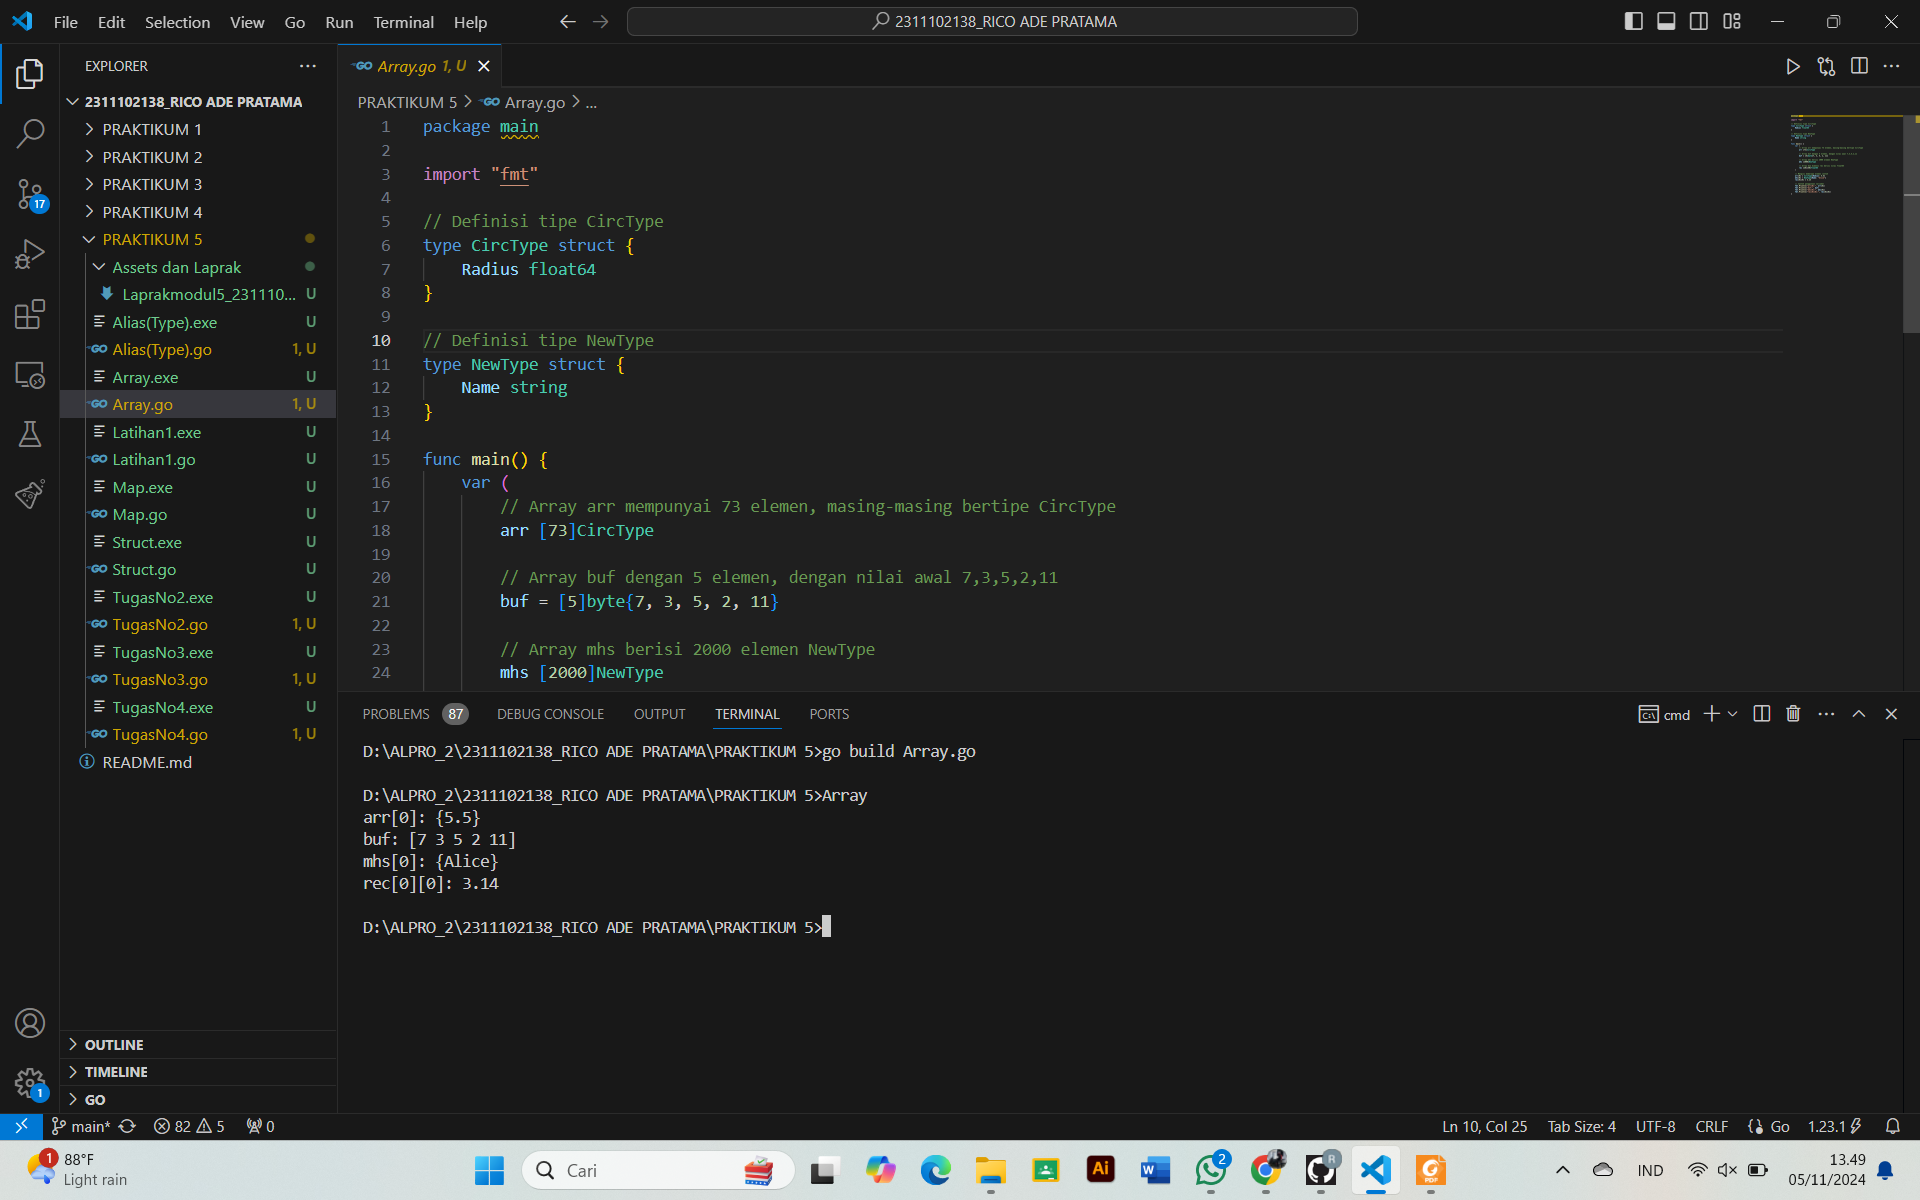 File Edit Selection View Go Run Terminal Help
2311102138_RICO ADE PRATAMA
EXPLORER
2311102138_RICO ADE PRATAMA
PRAKTIKUM 1
PRAKTIKUM 2
PRAKTIKUM 3
PRAKTIKUM 4
PRAKTIKUM 5
Assets dan Laprak
Laprakmodul5_231110... U
Alias(Type).exe U
Alias(Type).go 1, U
Array.exe U
Array.go 1, U
Latihan1.exe U
Latihan1.go U
Map.exe U
Map.go U
Struct.exe U
Struct.go U
TugasNo2.exe U
TugasNo2.go 1, U
TugasNo3.exe U
TugasNo3.go 1, U
TugasNo4.exe U
TugasNo4.go 1, U
README.md
OUTLINE
TIMELINE
GO
17
1
Array.go 1, U
PRAKTIKUM 5 > Array.go > ...
1 package main
2
3 import "fmt"
4
5 // Definisi tipe CircType
6 type CircType struct {
7 Radius float64
8 }
9
10 // Definisi tipe NewType
11 type NewType struct {
12 Name string
13 }
14
15 func main() {
16 var (
17 // Array arr mempunyai 73 elemen, masing-masing bertipe CircType
18 arr [73]CircType
19
20 // Array buf dengan 5 elemen, dengan nilai awal 7,3,5,2,11
21 buf = [5]byte{7, 3, 5, 2, 11}
22
23 // Array mhs berisi 2000 elemen NewType
24 mhs [2000]NewType
PROBLEMS 87 DEBUG CONSOLE OUTPUT TERMINAL PORTS
cmd
D:\ALPRO_2\2311102138_RICO ADE PRATAMA\PRAKTIKUM 5>go build Array.go
D:\ALPRO_2\2311102138_RICO ADE PRATAMA\PRAKTIKUM 5>Array
arr[0]: {5.5}
buf: [7 3 5 2 11]
mhs[0]: {Alice}
rec[0][0]: 3.14
D:\ALPRO_2\2311102138_RICO ADE PRATAMA\PRAKTIKUM 5>
main* 82 5 0
Ln 10, Col 25 Tab Size: 4 UTF-8 CRLF Go 1.23.1
1
88°F
Light rain
Cari
Ai
W
2
R
PDF
IND
13.49
05/11/2024